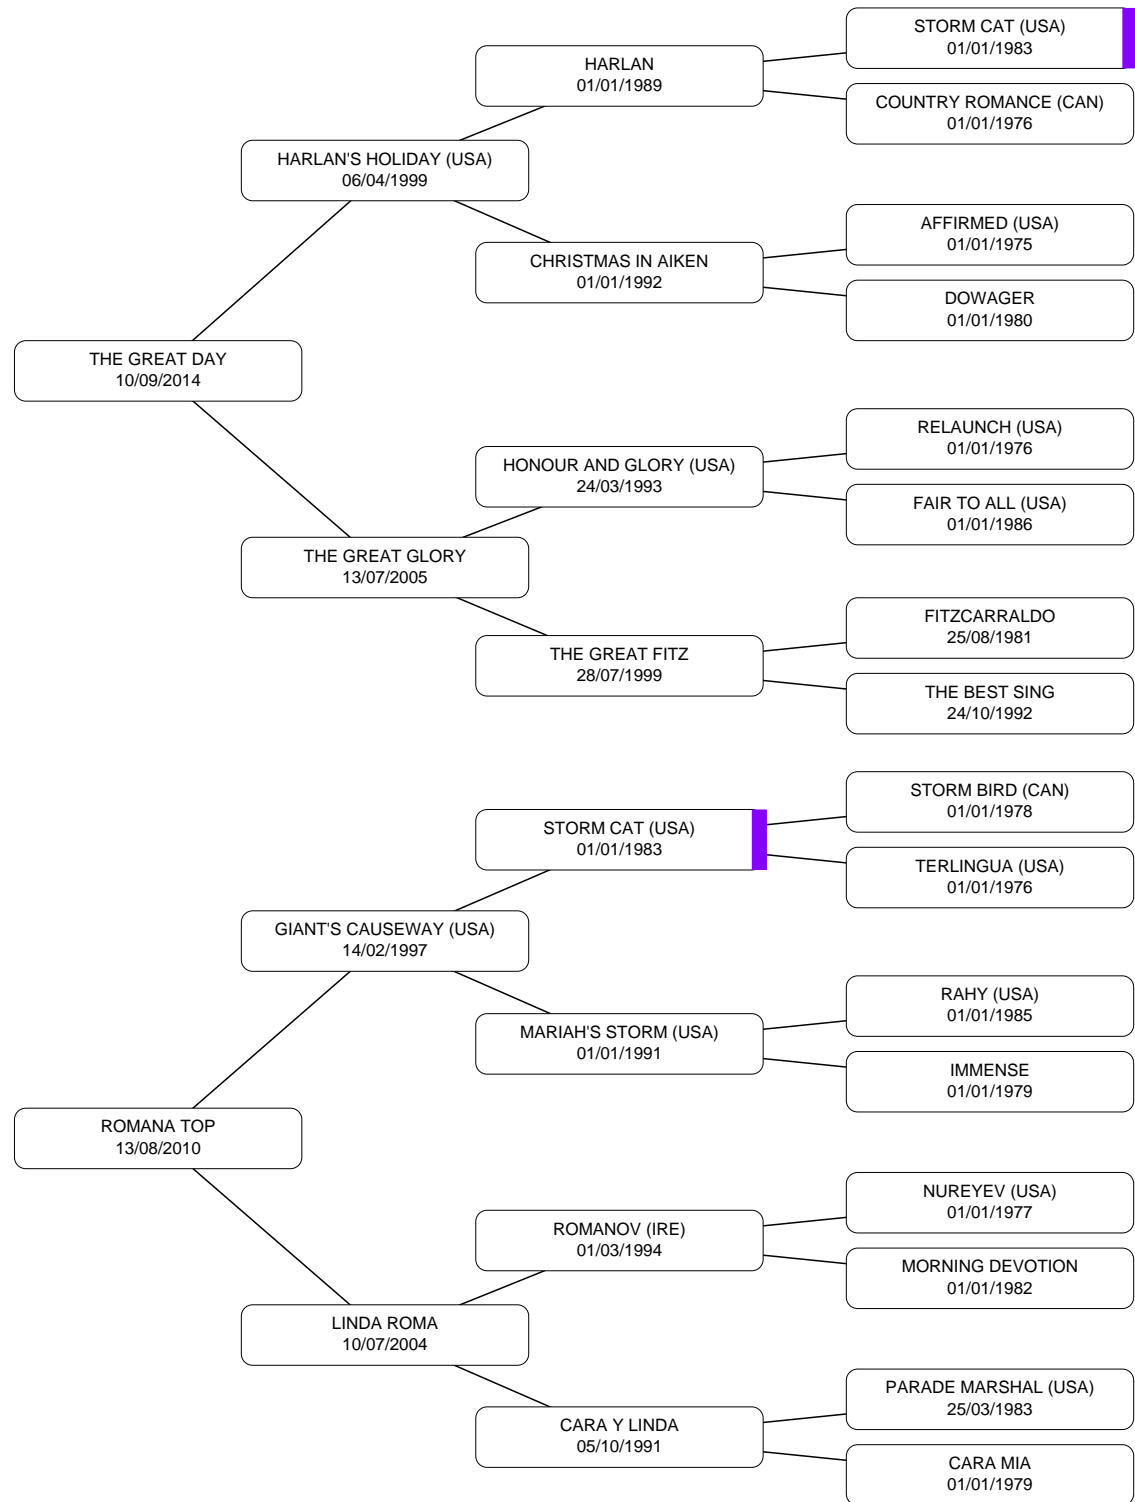 STORM CAT (USA)
01/01/1983
HARLAN
01/01/1989
COUNTRY ROMANCE (CAN)
01/01/1976
HARLAN'S HOLIDAY (USA)
06/04/1999
AFFIRMED (USA)
01/01/1975
CHRISTMAS IN AIKEN
01/01/1992
DOWAGER
01/01/1980
THE GREAT DAY
10/09/2014
RELAUNCH (USA)
01/01/1976
HONOUR AND GLORY (USA)
24/03/1993
FAIR TO ALL (USA)
01/01/1986
THE GREAT GLORY
13/07/2005
FITZCARRALDO
25/08/1981
THE GREAT FITZ
28/07/1999
THE BEST SING
24/10/1992
STORM BIRD (CAN)
01/01/1978
STORM CAT (USA)
01/01/1983
TERLINGUA (USA)
01/01/1976
GIANT'S CAUSEWAY (USA)
14/02/1997
RAHY (USA)
01/01/1985
MARIAH'S STORM (USA)
01/01/1991
IMMENSE
01/01/1979
ROMANA TOP
13/08/2010
NUREYEV (USA)
01/01/1977
ROMANOV (IRE)
01/03/1994
MORNING DEVOTION
01/01/1982
LINDA ROMA
10/07/2004
PARADE MARSHAL (USA)
25/03/1983
CARA Y LINDA
05/10/1991
CARA MIA
01/01/1979